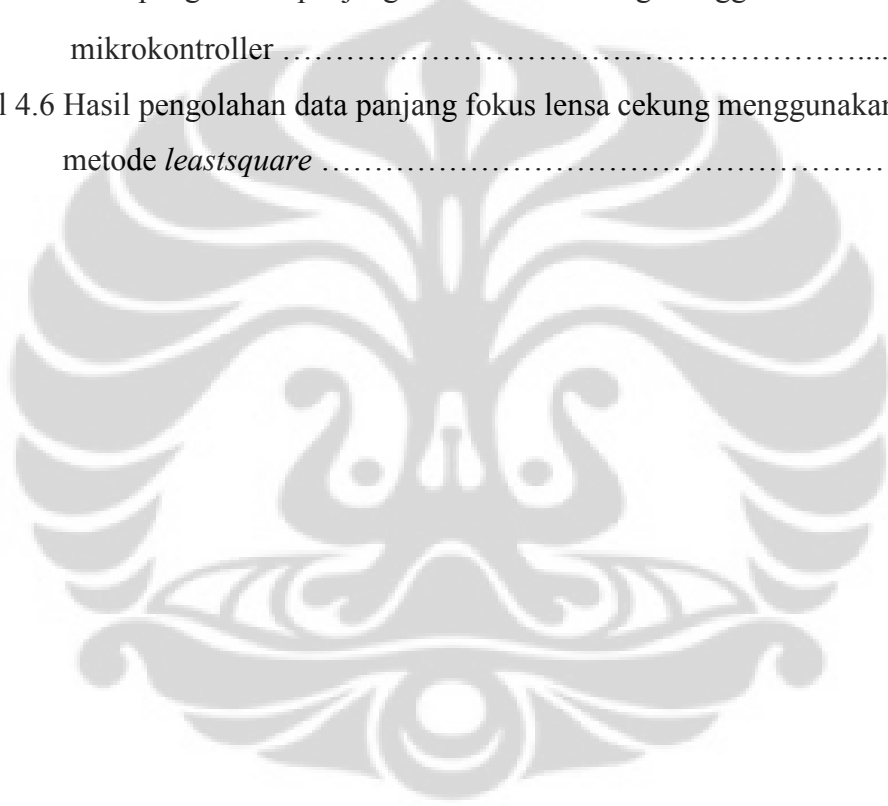 mikrokontroller …………………………………………………....
4.6 Hasil pengolahan data panjang fokus lensa cekung menggunakan
metode leastsquare …………………………………………………